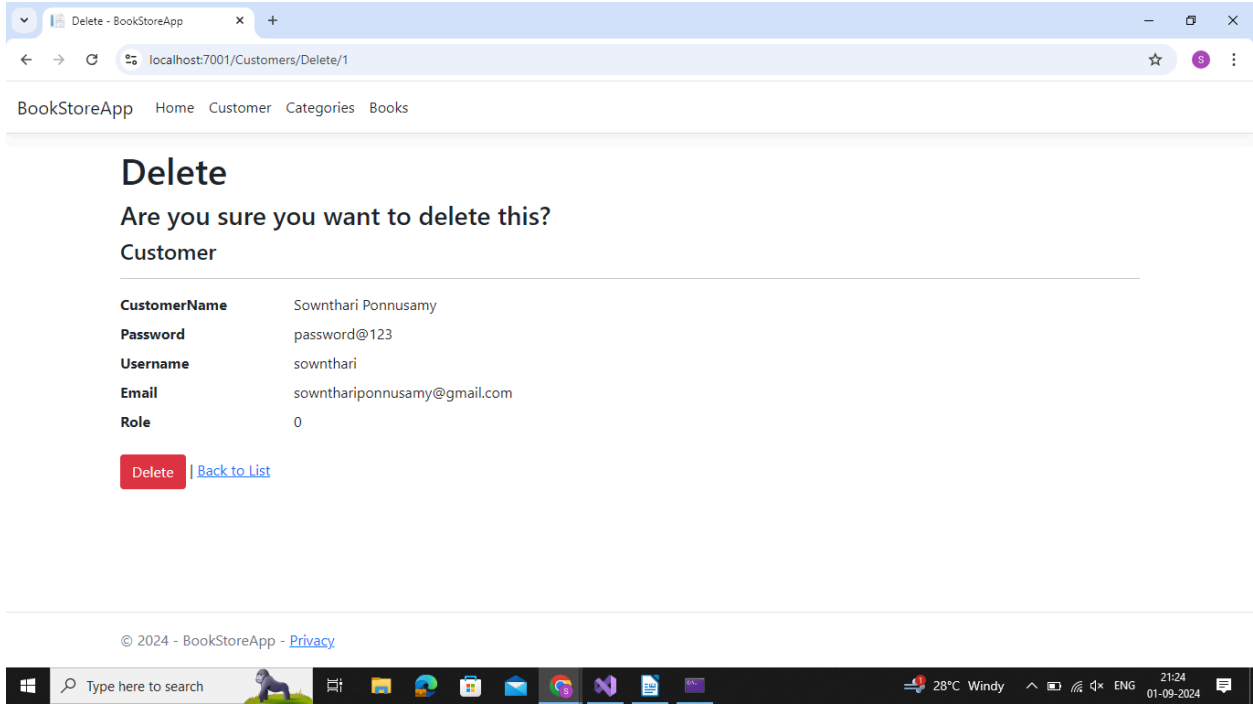 Delete - BookStoreApp
localhost:7001/Customers/Delete/1
S
BookStoreApp Home Customer Categories Books
Delete
Are you sure you want to delete this?
Customer
CustomerName Sownthari Ponnusamy
Password password@123
Username sownthari
Email sownthariponnusamy@gmail.com
Role 0
Delete | Back to List
© 2024 - BookStoreApp - Privacy
Type here to search 28°C Windy ENG 21:24
01-09-2024